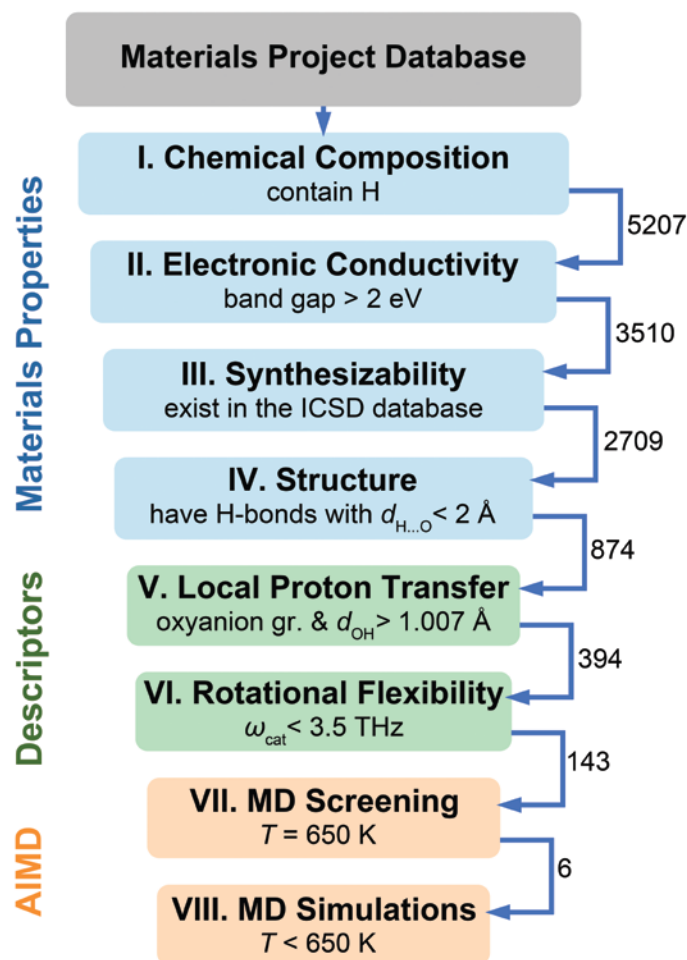 Materials Project Database
Materials Properties
I. Chemical Composition
contain H
5207
II. Electronic Conductivity
band gap > 2 eV
3510
III. Synthesizability
exist in the ICSD database
2709
IV. Structure
have H-bonds with d_H...O < 2 Å
874
Descriptors
V. Local Proton Transfer
oxyanion gr. & d_OH > 1.007 Å
394
VI. Rotational Flexibility
ω_cat < 3.5 THz
143
AIMD
VII. MD Screening
T = 650 K
6
VIII. MD Simulations
T < 650 K